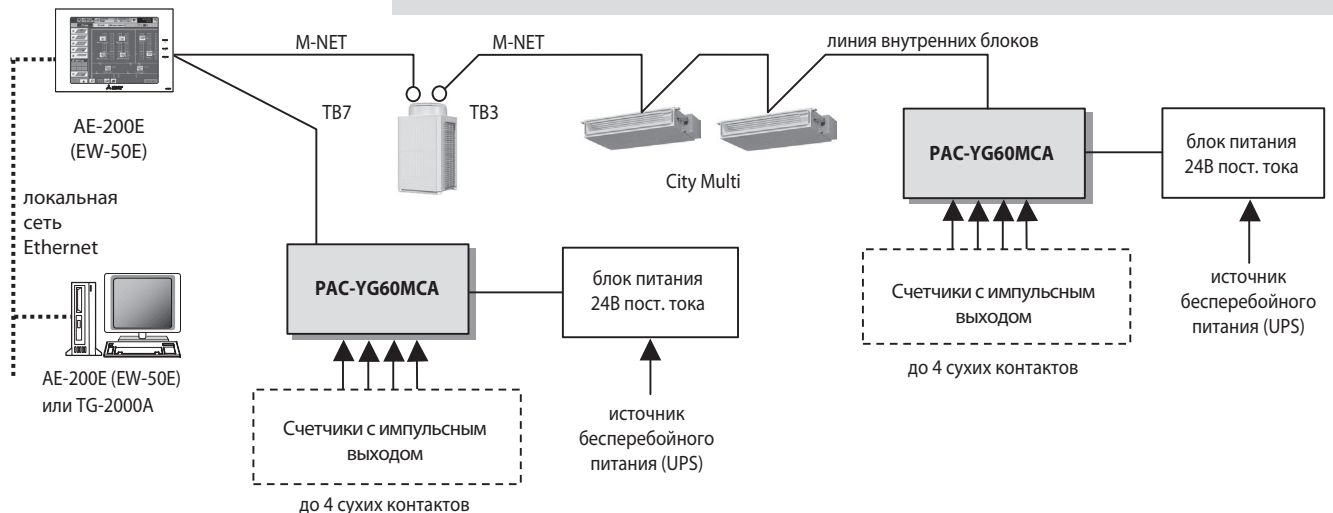 M-NET
M-NET
линия внутренних блоков
TB7
TB3
AE-200E
(EW-50E)
City Multi
PAC-YG60MCA
блок питания
24В пост. тока
локальная
сеть
Ethernet
PAC-YG60MCA
блок питания
24В пост. тока
Счетчики с импульсным
выходом
до 4 сухих контактов
источник
бесперебойного
питания (UPS)
AE-200E (EW-50E)
или TG-2000A
Счетчики с импульсным
выходом
до 4 сухих контактов
источник
бесперебойного
питания (UPS)